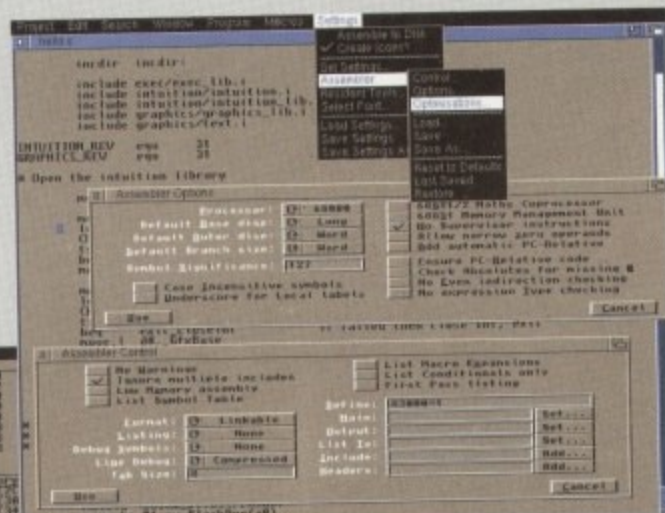 Project Edit Search Window Program Macros Settings
Assemble to Disk
Create Icons?
Assembler
Select Font...
Load Settings...
Save Settings
Save Settings As
Control...
Options...
Optimisations...
Load...
Save
Save As...
Reset to Defaults
Last Saved
Restore
incdir include:
include exec/exec_lib.i
include intuition/intuition.i
include intuition/intuition_lib.i
include graphics/graphics_lib.i
include graphics/text.i
INTUITION_REV equ 31
GRAPHICS_REV equ 31
* Open the intuition library
Assembler Options
Processor: 68000
Default Base disp: Long
Default Outer disp: Word
Default Branch size: Word
Symbol Significance: 127
Case Insensitive symbols
Underscore for Local labels
68881/2 Maths Coprocessor
68851 Memory Management Unit
No Supervisor instructions
Allow narrow zero operands
Add automatic PC-Relative
Ensure PC-Relative code
Check Absolutes for missing #
No Even indirection checking
No expression Type checking
Use
Cancel
Assembler Control
No Warnings
Ignore multiple includes
Low Memory assembly
List Symbol Table
List Macro Expansions
List Conditionals only
First Pass listing
Format: Linkable
Listing: None
Debug Symbols: None
Line Debug: Compressed
Tab Size: 8
Define:
Main: Set...
Output: Set...
List To: Set...
Include: Add...
Headers: Add...
Use
Cancel